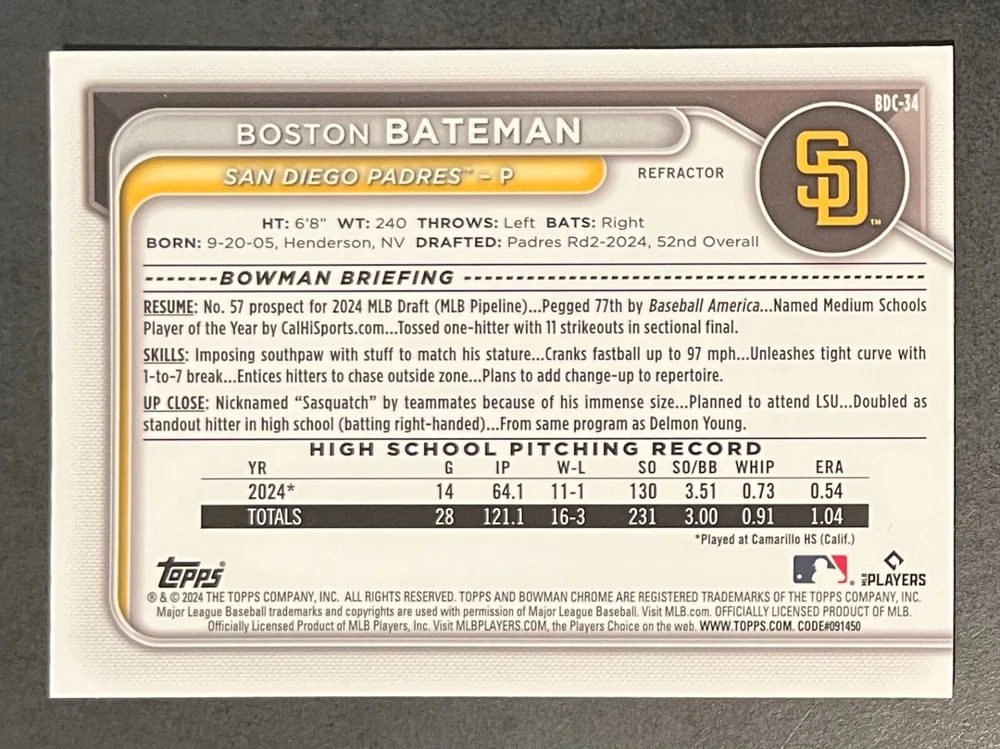 BDC-34
BOSTON BATEMAN
SAN DIEGO PADRES™ – P
REFRACTOR
SD™
HT: 6'8" WT: 240 THROWS: Left BATS: Right
BORN: 9-20-05, Henderson, NV DRAFTED: Padres Rd2-2024, 52nd Overall
-------BOWMAN BRIEFING -------
RESUME: No. 57 prospect for 2024 MLB Draft (MLB Pipeline)...Pegged 77th by Baseball America...Named Medium Schools
Player of the Year by CalHiSports.com...Tossed one-hitter with 11 strikeouts in sectional final.
SKILLS: Imposing southpaw with stuff to match his stature...Cranks fastball up to 97 mph...Unleashes tight curve with
1-to-7 break...Entices hitters to chase outside zone...Plans to add change-up to repertoire.
UP CLOSE: Nicknamed "Sasquatch" by teammates because of his immense size...Planned to attend LSU...Doubled as
standout hitter in high school (batting right-handed)...From same program as Delmon Young.
HIGH SCHOOL PITCHING RECORD
YR G IP W-L SO SO/BB WHIP ERA
2024* 14 64.1 11-1 130 3.51 0.73 0.54
TOTALS 28 121.1 16-3 231 3.00 0.91 1.04
*Played at Camarillo HS (Calif.)
Topps® ® MLB PLAYERS
® & © 2024 THE TOPPS COMPANY, INC. ALL RIGHTS RESERVED. TOPPS AND BOWMAN CHROME ARE REGISTERED TRADEMARKS OF THE TOPPS COMPANY, INC.
Major League Baseball trademarks and copyrights are used with permission of Major League Baseball. Visit MLB.com. OFFICIALLY LICENSED PRODUCT OF MLB.
Officially Licensed Product of MLB Players, Inc. Visit MLBPLAYERS.COM, the Players Choice on the web. WWW.TOPPS.COM. CODE#091450